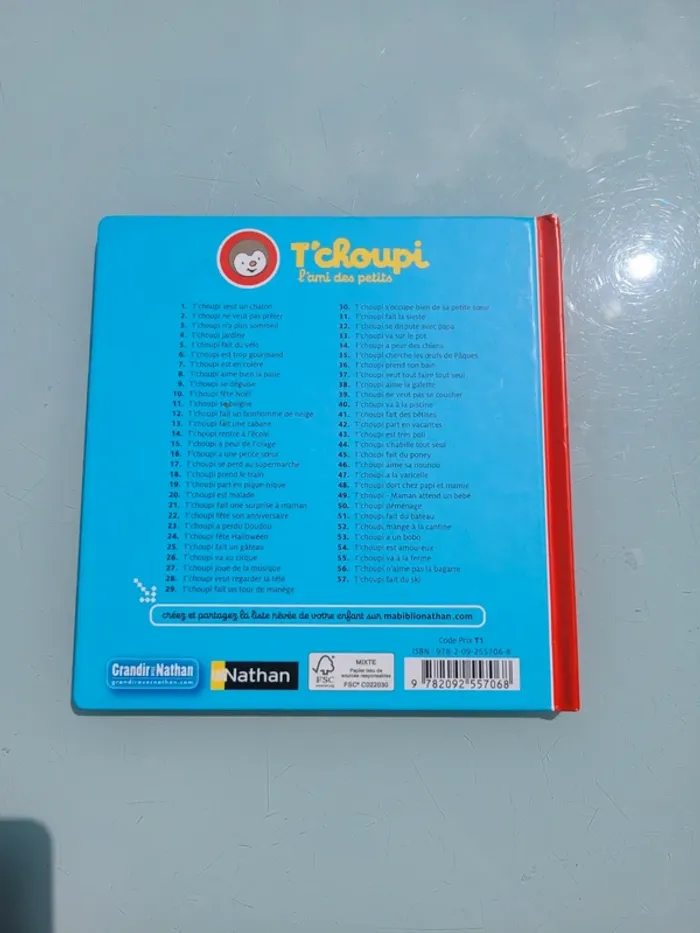 T'choupi
l'ami des petits
1. T'choupi veut un chaton
2. T'choupi ne veut pas prêter
3. T'choupi n'a plus sommeil
4. T'choupi jardine
5. T'choupi fait du vélo
6. T'choupi est trop gourmand
7. T'choupi est en colère
8. T'choupi aime bien la pluie
9. T'choupi se déguise
10. T'choupi fête Noël
11. T'choupi se baigne
12. T'choupi fait un bonhomme de neige
13. T'choupi fait une cabane
14. T'choupi rentre à l'école
15. T'choupi a peur de l'orage
16. T'choupi a une petite sœur
17. T'choupi se perd au supermarché
18. T'choupi prend le train
19. T'choupi part en pique-nique
20. T'choupi est malade
21. T'choupi fait une surprise à maman
22. T'choupi fête son anniversaire
23. T'choupi a perdu Doudou
24. T'choupi fête Halloween
25. T'choupi fait un gâteau
26. T'choupi va au cirque
27. T'choupi joue de la musique
28. T'choupi veut regarder la télé
29. T'choupi fait un tour de manège
30. T'choupi s'occupe bien de sa petite sœur
31. T'choupi fait la sieste
32. T'choupi se dispute avec papa
33. T'choupi va sur le pot
34. T'choupi a peur des chiens
35. T'choupi cherche les œufs de Pâques
36. T'choupi prend son bain
37. T'choupi veut tout faire tout seul
38. T'choupi aime la galette
39. T'choupi ne veut pas se coucher
40. T'choupi va à la piscine
41. T'choupi fait des bêtises
42. T'choupi part en vacances
43. T'choupi est très poli
44. T'choupi s'habille tout seul
45. T'choupi fait du poney
46. T'choupi aime sa nounou
47. T'choupi a la varicelle
48. T'choupi dort chez papi et mamie
49. T'choupi - Maman attend un bébé
50. T'choupi déménage
51. T'choupi fait du bateau
52. T'choupi mange à la cantine
53. T'choupi a un bobo
54. T'choupi est amoureux
55. T'choupi va à la ferme
56. T'choupi n'aime pas la bagarre
57. T'choupi fait du ski
créez et partagez la liste rêvée de votre enfant sur mabiblionathan.com
Code Prix T1
ISBN : 978-2-09-255706-8
Grandir avec Nathan
grandiravecnathan.com
Nathan
FSC
MIXTE
Papier issu de
sources responsables
FSC® C022030
9 782092 557068